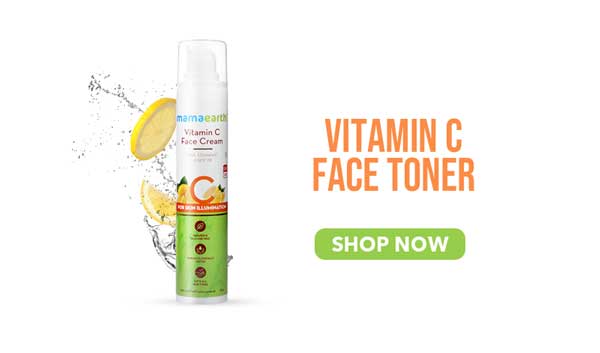 mamaearth
Vitamin C
Face Cream
C
FOR SKIN ILLUMINATION
VITAMIN C
FACE TONER
SHOP NOW